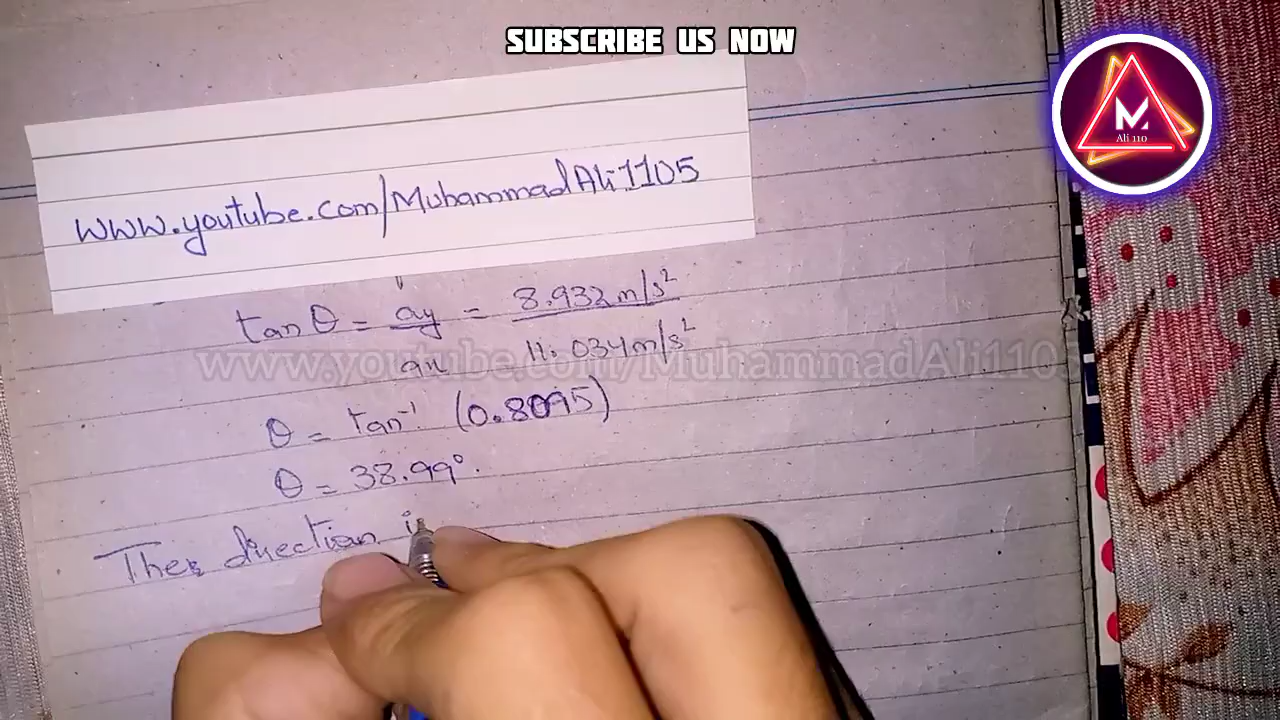 SUBSCRIBE US NOW
M
Ali 110
www.youtube.com/MuhammadAli1105
tan θ = ay = 8.932 m/s²
ax 11.034 m/s²
www.youtube.com/MuhammadAli1105
θ = tan⁻¹ (0.8095)
θ = 38.99°.
The direction i